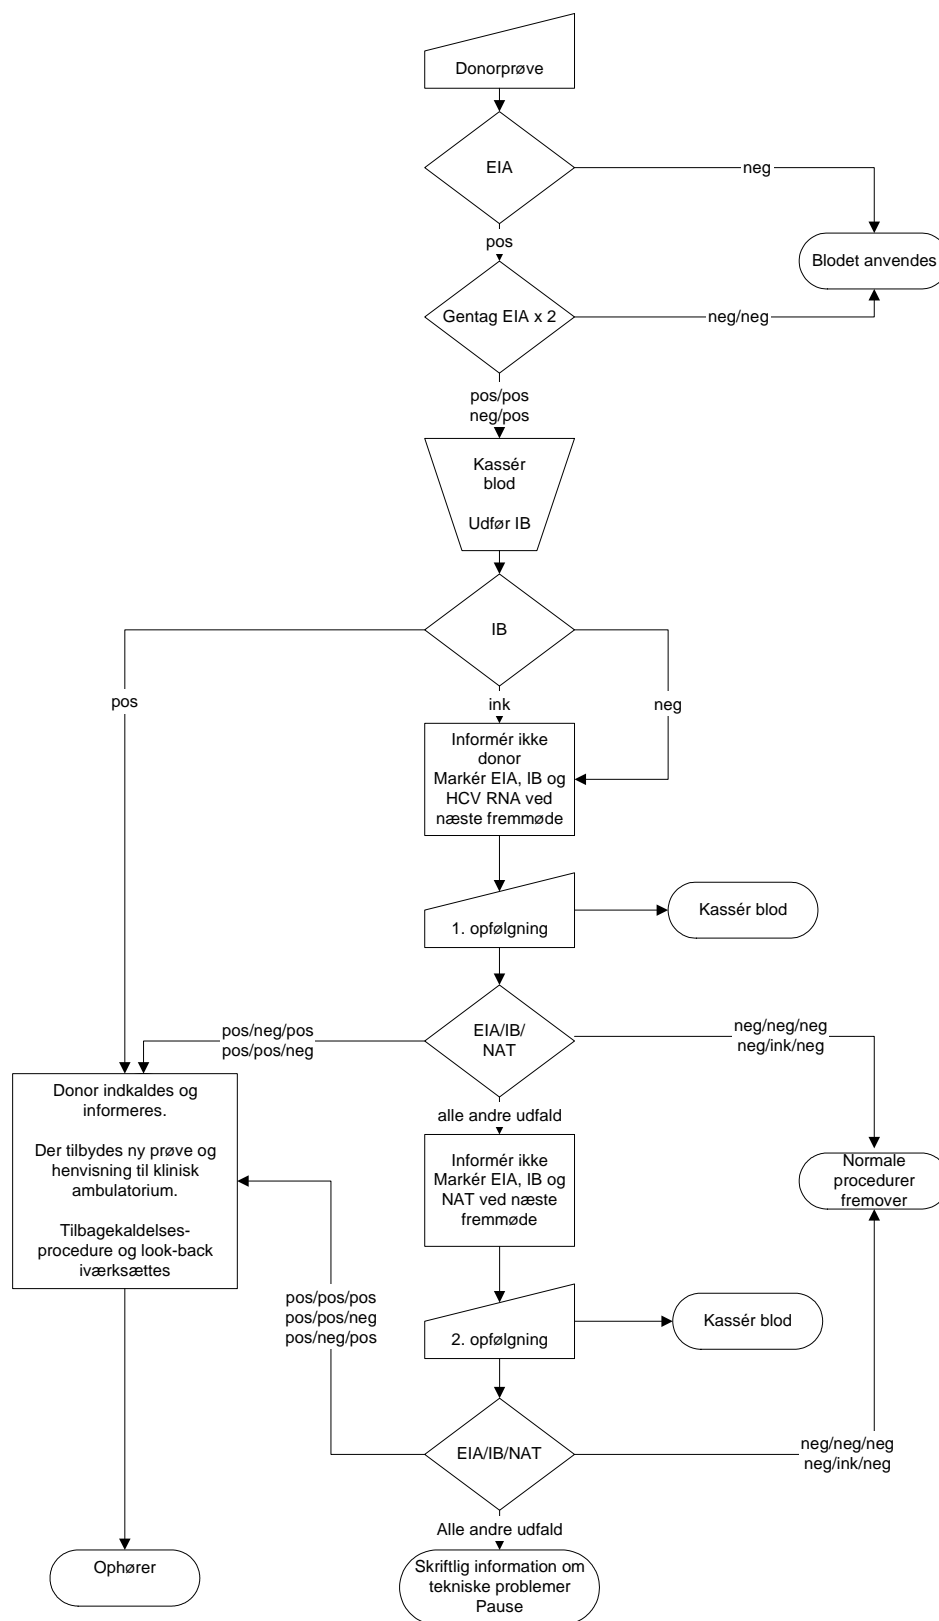 Donorprøve
EIA
neg
pos
Blodet anvendes
Gentag EIA x 2
neg/neg
pos/pos
neg/pos
Kassér
blod
Udfør IB
IB
pos
ink
neg
Informér ikke
donor
Markér EIA, IB og
HCV RNA ved
næste fremmøde
1. opfølgning
Kassér blod
pos/neg/pos
pos/pos/neg
EIA/IB/
NAT
neg/neg/neg
neg/ink/neg
Donor indkaldes og
informeres.
Der tilbydes ny prøve og
henvisning til klinisk
ambulatorium.
Tilbagekaldelses-
procedure og look-back
iværksættes
alle andre udfald
Informér ikke
Markér EIA, IB og
NAT ved næste
fremmøde
Normale
procedurer
fremover
pos/pos/pos
pos/pos/neg
pos/neg/pos
2. opfølgning
Kassér blod
EIA/IB/NAT
neg/neg/neg
neg/ink/neg
Alle andre udfald
Ophører
Skriftlig information om
tekniske problemer
Pause